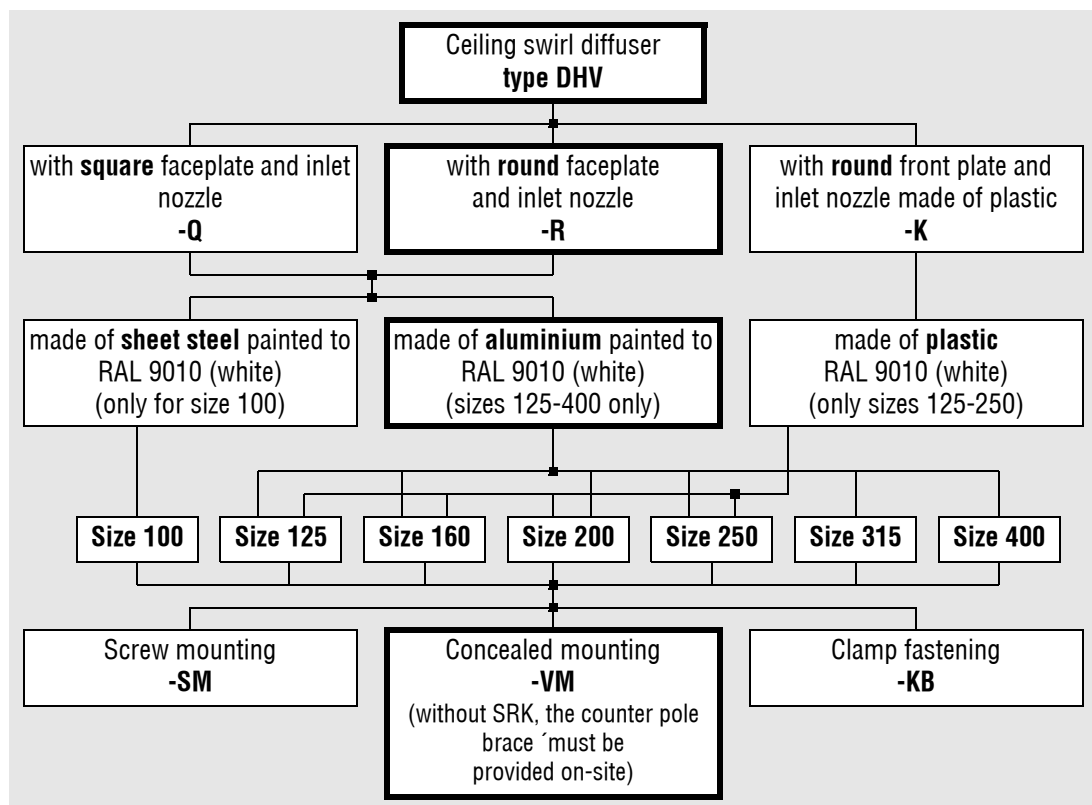 Ceiling swirl diffuser
type DHV
with square faceplate and inlet
nozzle
-Q
with round faceplate
and inlet nozzle
-R
with round front plate and
inlet nozzle made of plastic
-K
made of sheet steel painted to
RAL 9010 (white)
(only for size 100)
made of aluminium painted to
RAL 9010 (white)
(sizes 125-400 only)
made of plastic
RAL 9010 (white)
(only sizes 125-250)
Size 100
Size 125
Size 160
Size 200
Size 250
Size 315
Size 400
Screw mounting
-SM
Concealed mounting
-VM
(without SRK, the counter pole
brace ´must be
provided on-site)
Clamp fastening
-KB